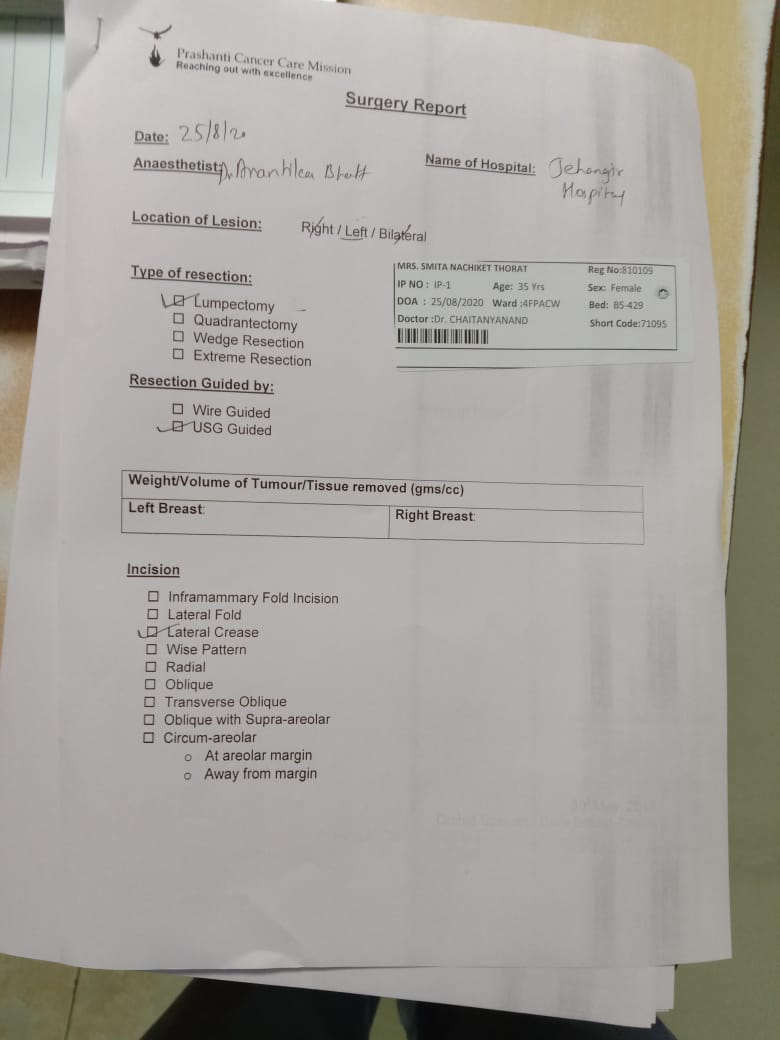 Prashanti Cancer Care Mission
Reaching out with excellence
Surgery Report
Date: 25/8/20
Anaesthetist: Dr. Bhatt
Name of Hospital: Jehangir Hospital
Location of Lesion: Right / Left / Bilateral
MRS. SMITA NACHIKET THORAT Reg No:810109
IP NO : IP-1 Age: 35 Yrs Sex: Female
DOA : 25/08/2020 Ward :4FPACW Bed: B5-429
Doctor :Dr. CHAITANYANAND Short Code:71095
Type of resection:
☑ Lumpectomy
☐ Quadrantectomy
☐ Wedge Resection
☐ Extreme Resection
Resection Guided by:
☐ Wire Guided
☑ USG Guided
Weight/Volume of Tumour/Tissue removed (gms/cc)
Left Breast: Right Breast:
Incision
☐ Inframammary Fold Incision
☐ Lateral Fold
☑ Lateral Crease
☐ Wise Pattern
☐ Radial
☐ Oblique
☐ Transverse Oblique
☐ Oblique with Supra-areolar
☐ Circum-areolar
o At areolar margin
o Away from margin